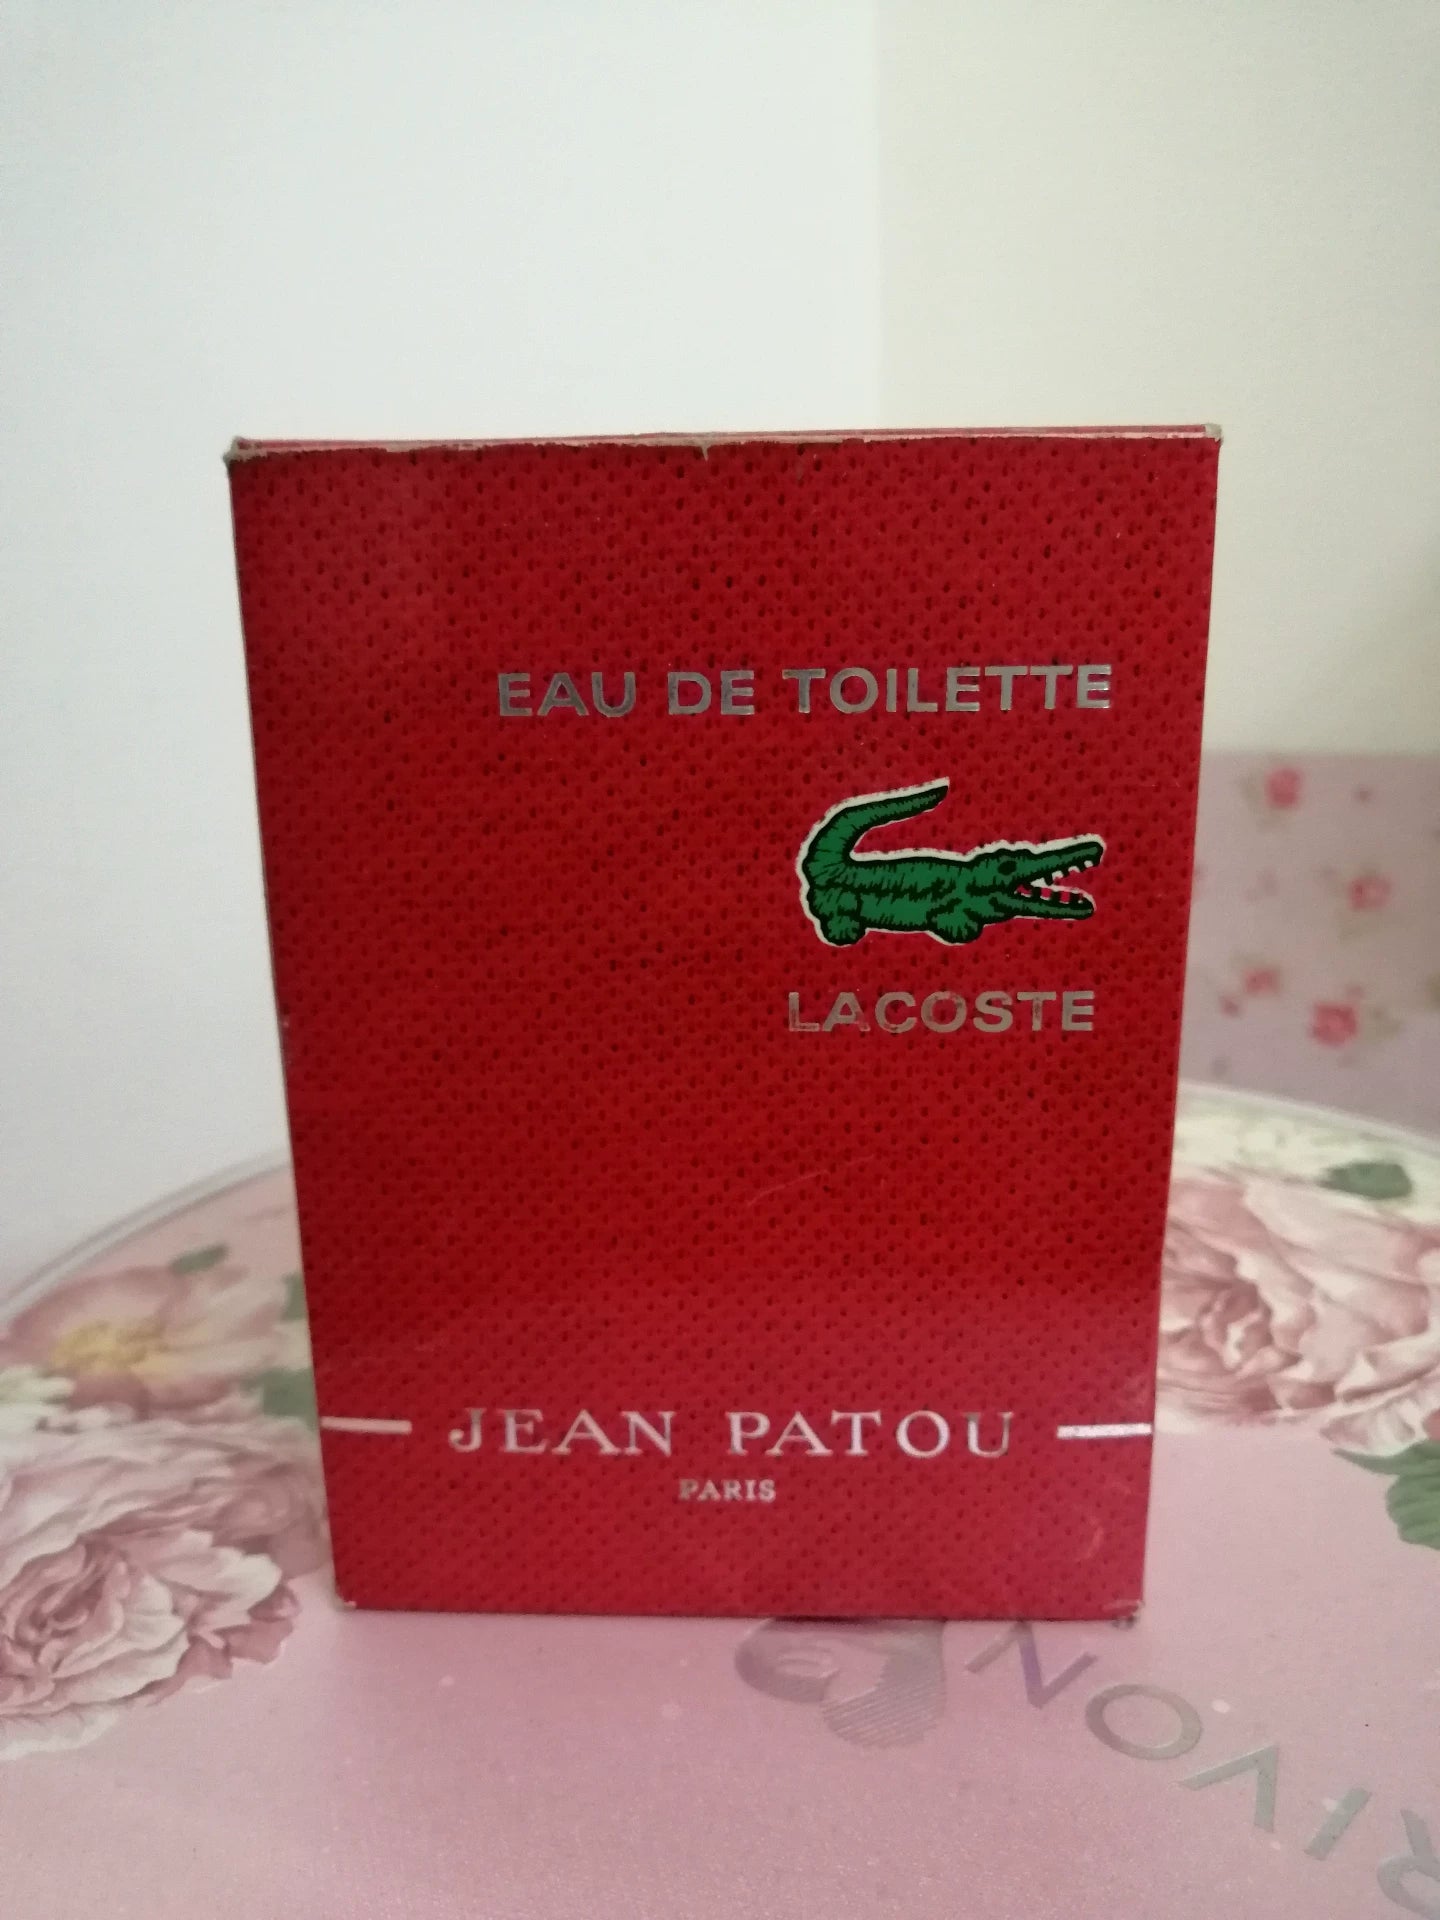 EAU DE TOILETTE
LACOSTE
JEAN PATOU
PARIS